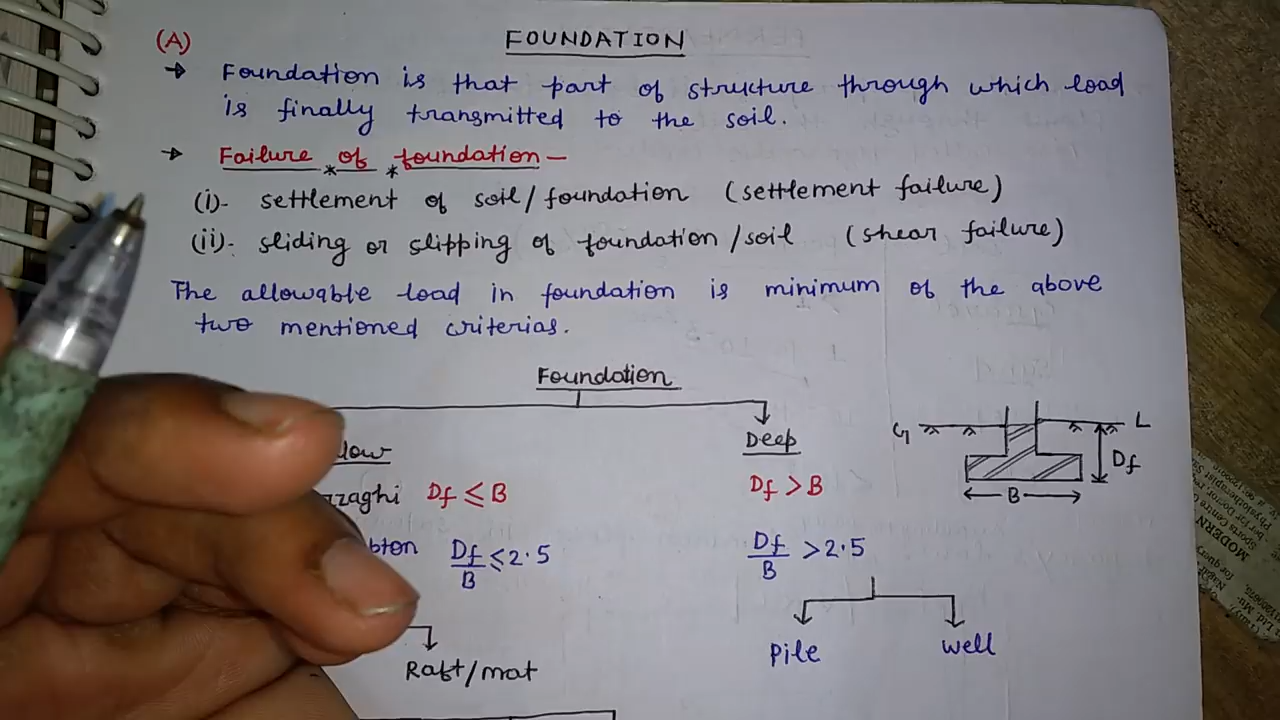 (A)
FOUNDATION
→ Foundation is that part of structure through which load
is finally transmitted to the soil.
→ Failure of foundation –
(i)- settlement of soil/foundation (settlement failure)
(ii)- sliding or slipping of foundation/soil (shear failure)
The allowable load in foundation is minimum of the above
two mentioned criterias.
Foundation
Deep
G L
Df
B
Df ≤ B
Df > B
Df/B ≤ 2.5
Df/B > 2.5
Pile
Well
Raft/mat
MODERN